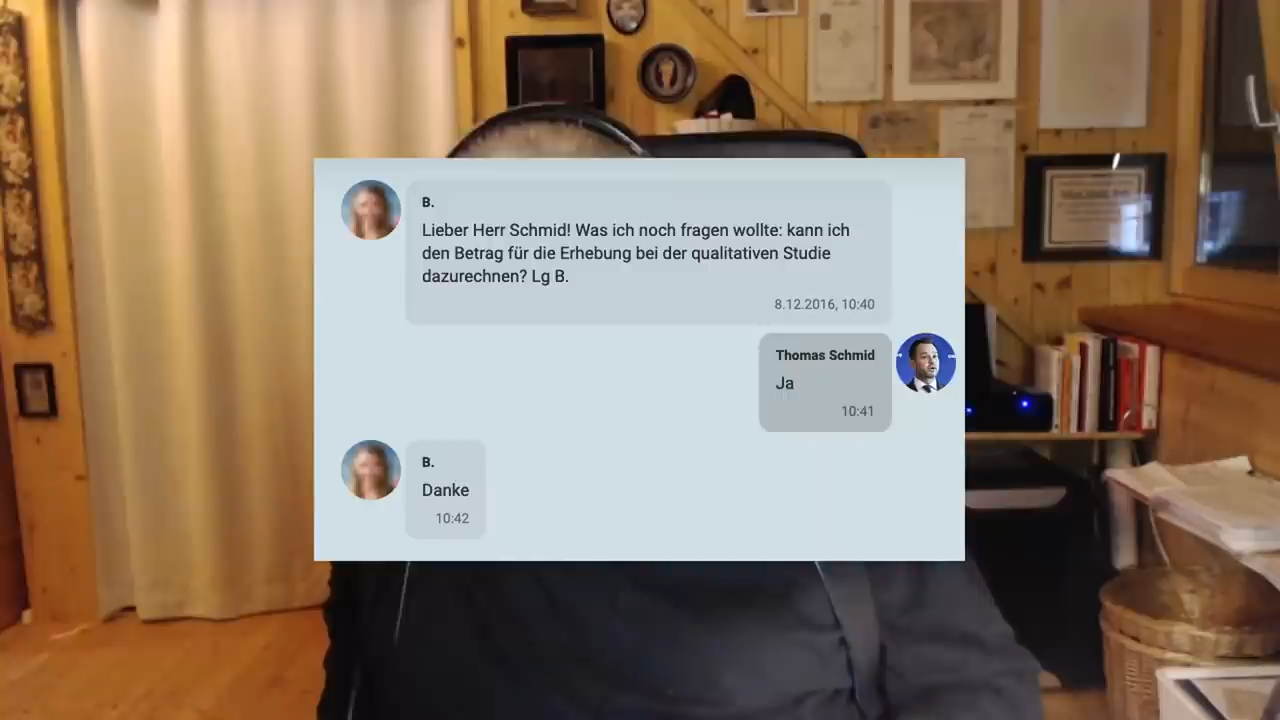 B.
Lieber Herr Schmid! Was ich noch fragen wollte: kann ich
den Betrag für die Erhebung bei der qualitativen Studie
dazurechnen? Lg B.
8.12.2016, 10:40
Thomas Schmid
Ja
10:41
B.
Danke
10:42